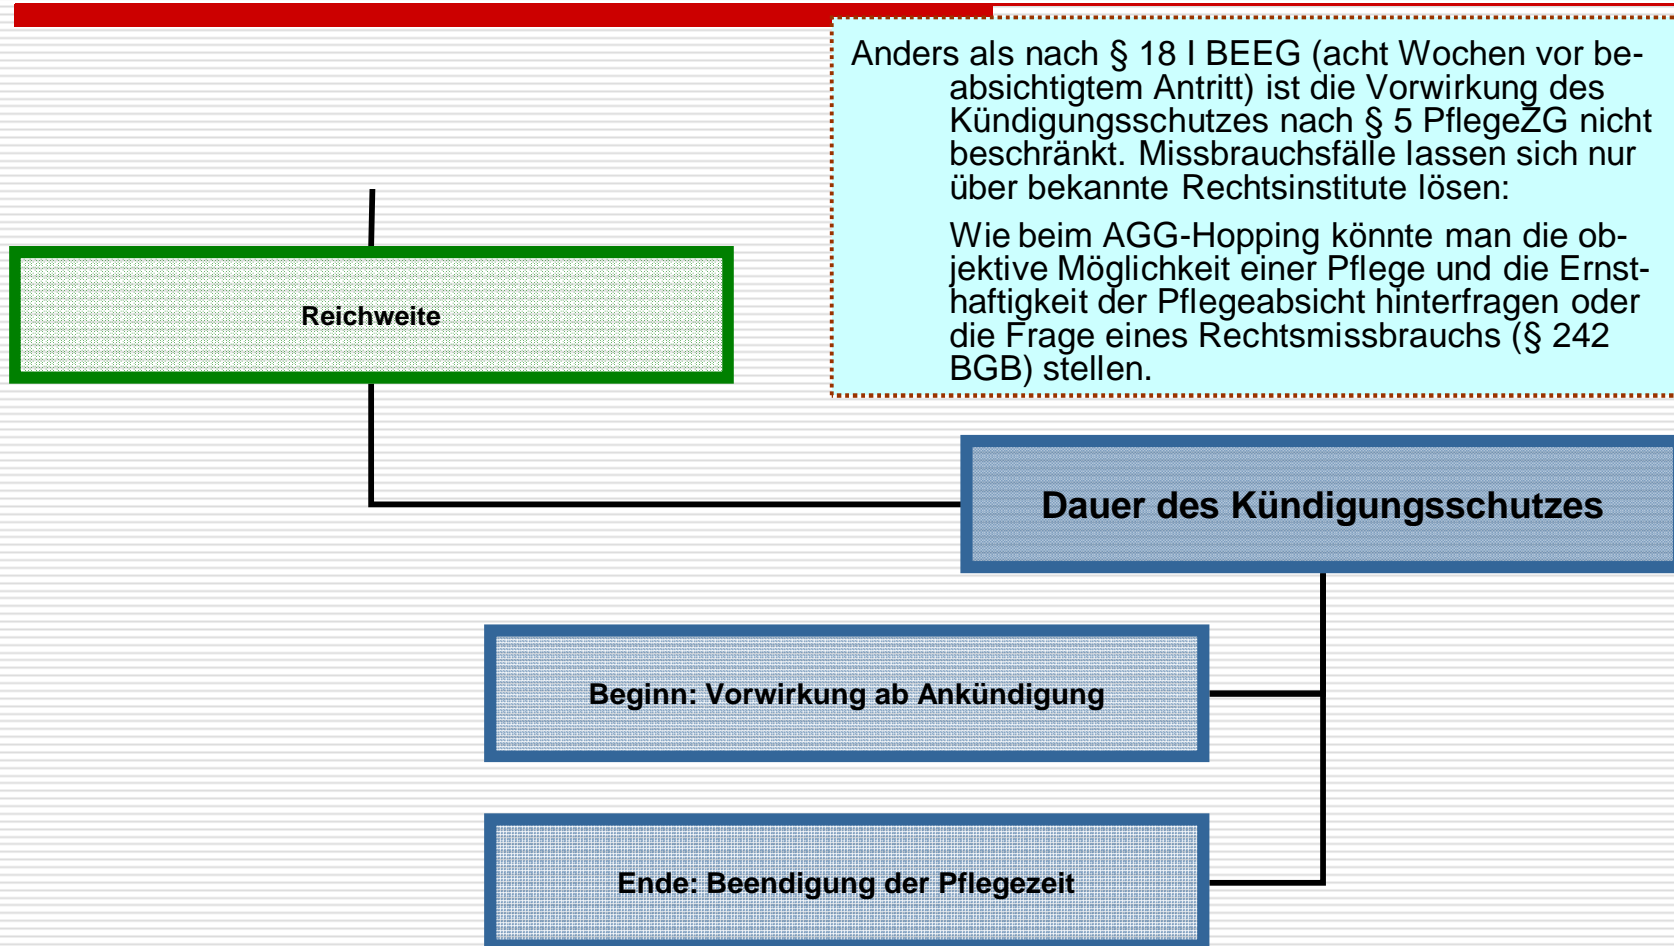 Anders als nach § 18 I BEEG (acht Wochen vor be-
absichtigtem Antritt) ist die Vorwirkung des
Kündigungsschutzes nach § 5 PflegeZG nicht
beschränkt. Missbrauchsfälle lassen sich nur
über bekannte Rechtsinstitute lösen:
Wie beim AGG-Hopping könnte man die ob-
jektive Möglichkeit einer Pflege und die Ernst-
haftigkeit der Pflegeabsicht hinterfragen oder
die Frage eines Rechtsmissbrauchs (§ 242
BGB) stellen.
Reichweite
Dauer des Kündigungsschutzes
Beginn: Vorwirkung ab Ankündigung
Ende: Beendigung der Pflegezeit